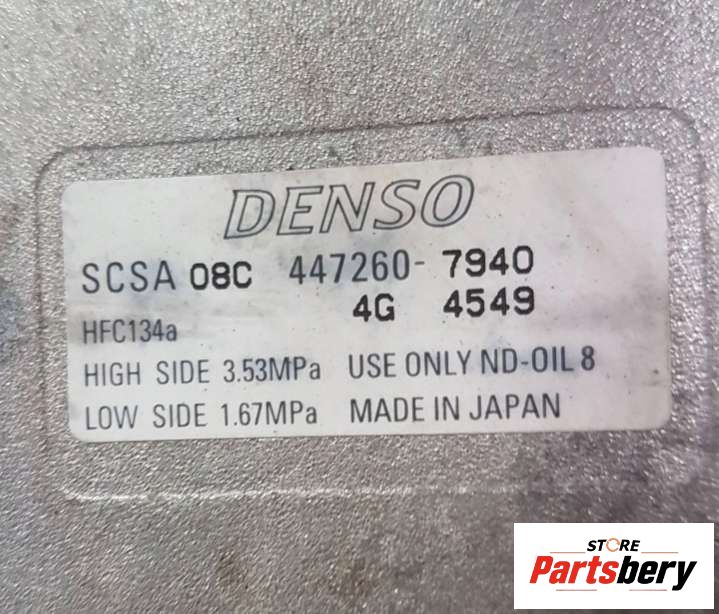 DENSO
SCSA 08C 447260-7940
4G 4549
HFC134a
HIGH SIDE 3.53MPa USE ONLY ND-OIL 8
LOW SIDE 1.67MPa MADE IN JAPAN
STORE
Partsbery